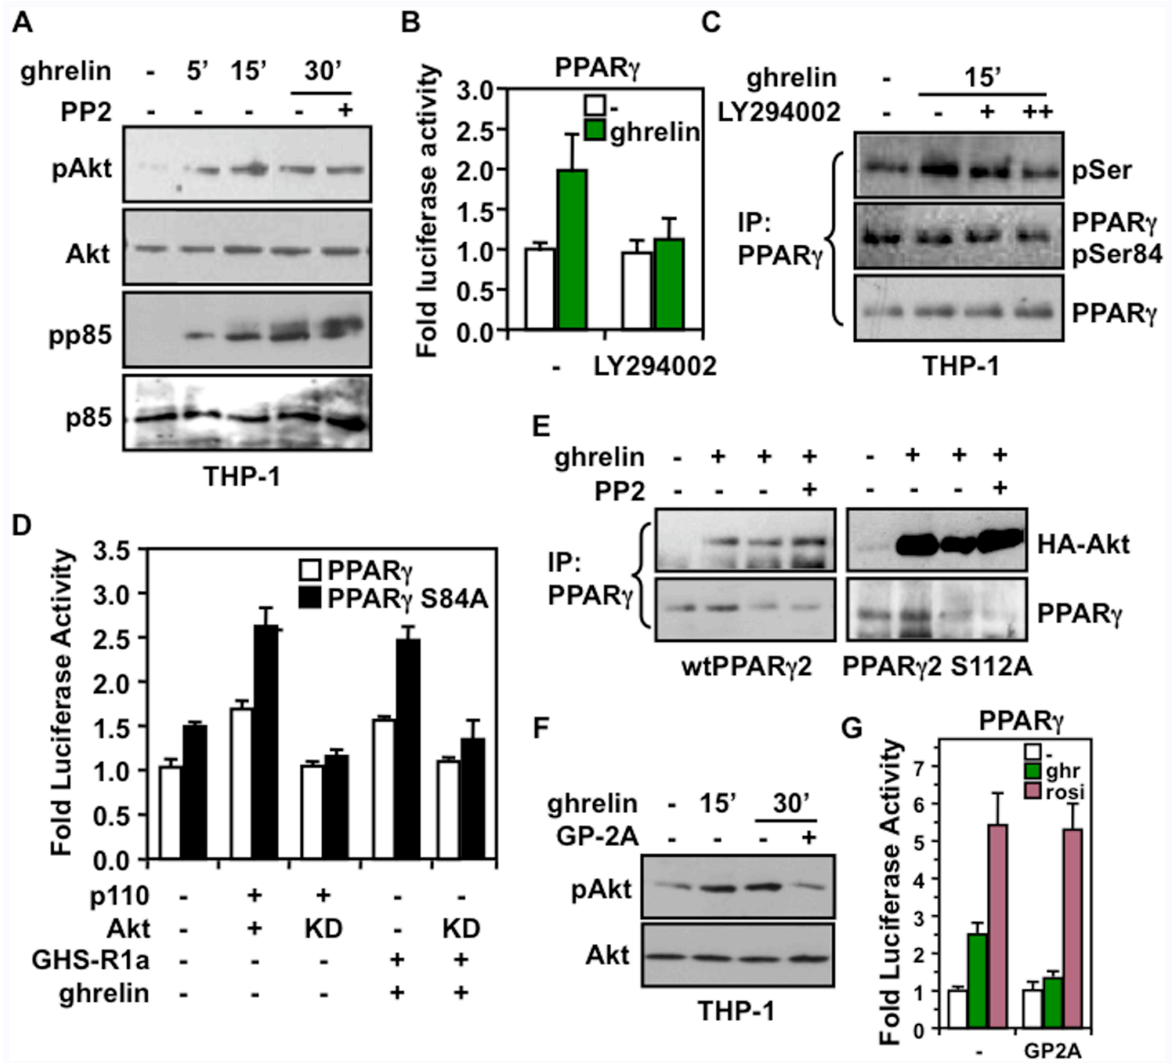 A
ghrelin - 5’ 15’ 30’
PP2 - - - - +
pAkt
Akt
pp85
p85
THP-1
B
PPARγ
Fold luciferase activity
3.0
2.5
2.0
1.5
1.0
0.5
0.0
-
ghrelin
- LY294002
C
ghrelin - 15’
LY294002 - - + ++
IP:
PPARγ
pSer
PPARγ
pSer84
PPARγ
THP-1
D
Fold Luciferase Activity
3.5
3.0
2.5
2.0
1.5
1.0
0.5
0.0
PPARγ
PPARγ S84A
p110 - + + - -
Akt - + KD - KD
GHS-R1a - - - + +
ghrelin - - - + +
E
ghrelin - + + + - + + +
PP2 - - - + - - - +
IP:
PPARγ
HA-Akt
PPARγ
wtPPARγ2 PPARγ2 S112A
F
ghrelin - 15’ 30’
GP-2A - - - +
pAkt
Akt
THP-1
G
PPARγ
Fold Luciferase Activity
7
6
5
4
3
2
1
0
-
ghr
rosi
- GP2A